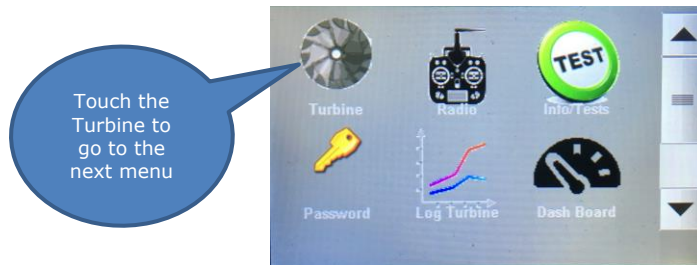 Touch the
Turbine to
go to the
next menu
TEST
Turbine
Radio
Info/Tests
Password
Log Turbine
Dash Board